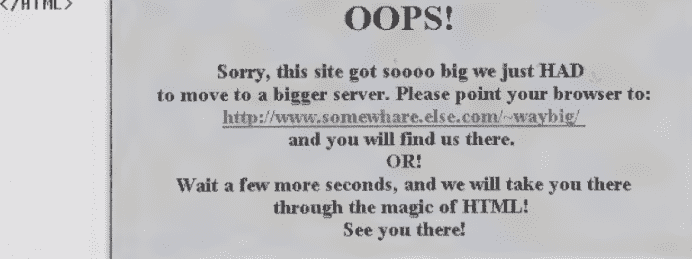 </HTML>
OOPS!
Sorry, this site got soooo big we just HAD
to move to a bigger server. Please point your browser to:
http://www.somewhare.else.com/~waybig/
and you will find us there.
OR!
Wait a few more seconds, and we will take you there
through the magic of HTML!
See you there!